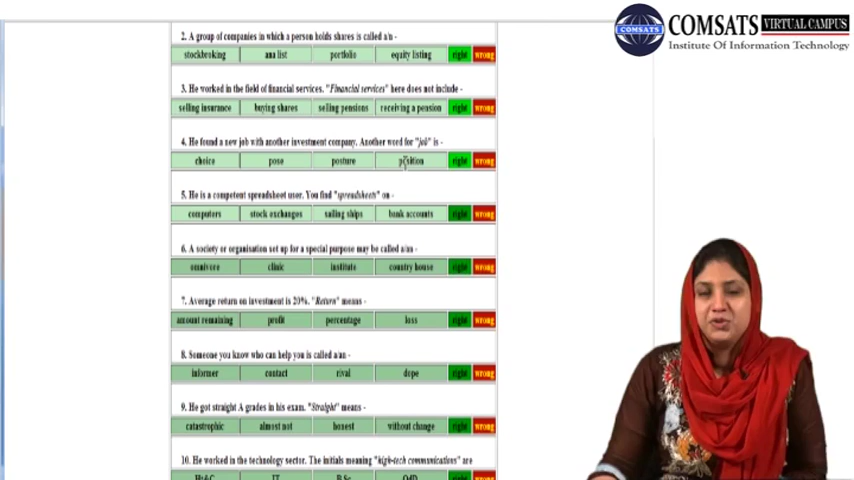 COMSATS VIRTUAL CAMPUS
COMSATS
Institute Of Information Technology
2. A group of companies in which a person holds shares is called a/n -
stockbroking ana list portfolio equity listing right wrong
3. He worked in the field of financial services. "Financial services" here does not include -
selling insurance buying shares selling pensions receiving a pension right wrong
4. He found a new job with another investment company. Another word for "job" is -
choice pose posture position right wrong
5. He is a competent spreadsheet user. You find "spreadsheets" on -
computers stock exchanges sailing ships bank accounts right wrong
6. A society or organisation set up for a special purpose may be called a/an -
omnivore clinic institute country house right wrong
7. Average return on investment is 20%. "Return" means -
amount remaining profit percentage loss right wrong
8. Someone you know who can help you is called a/an -
informer contact rival dope right wrong
9. He got straight A grades in his exam. "Straight" means -
catastrophic almost not honest without change right wrong
10. He worked in the technology sector. The initials meaning "high-tech communications" are
IT B.Sc